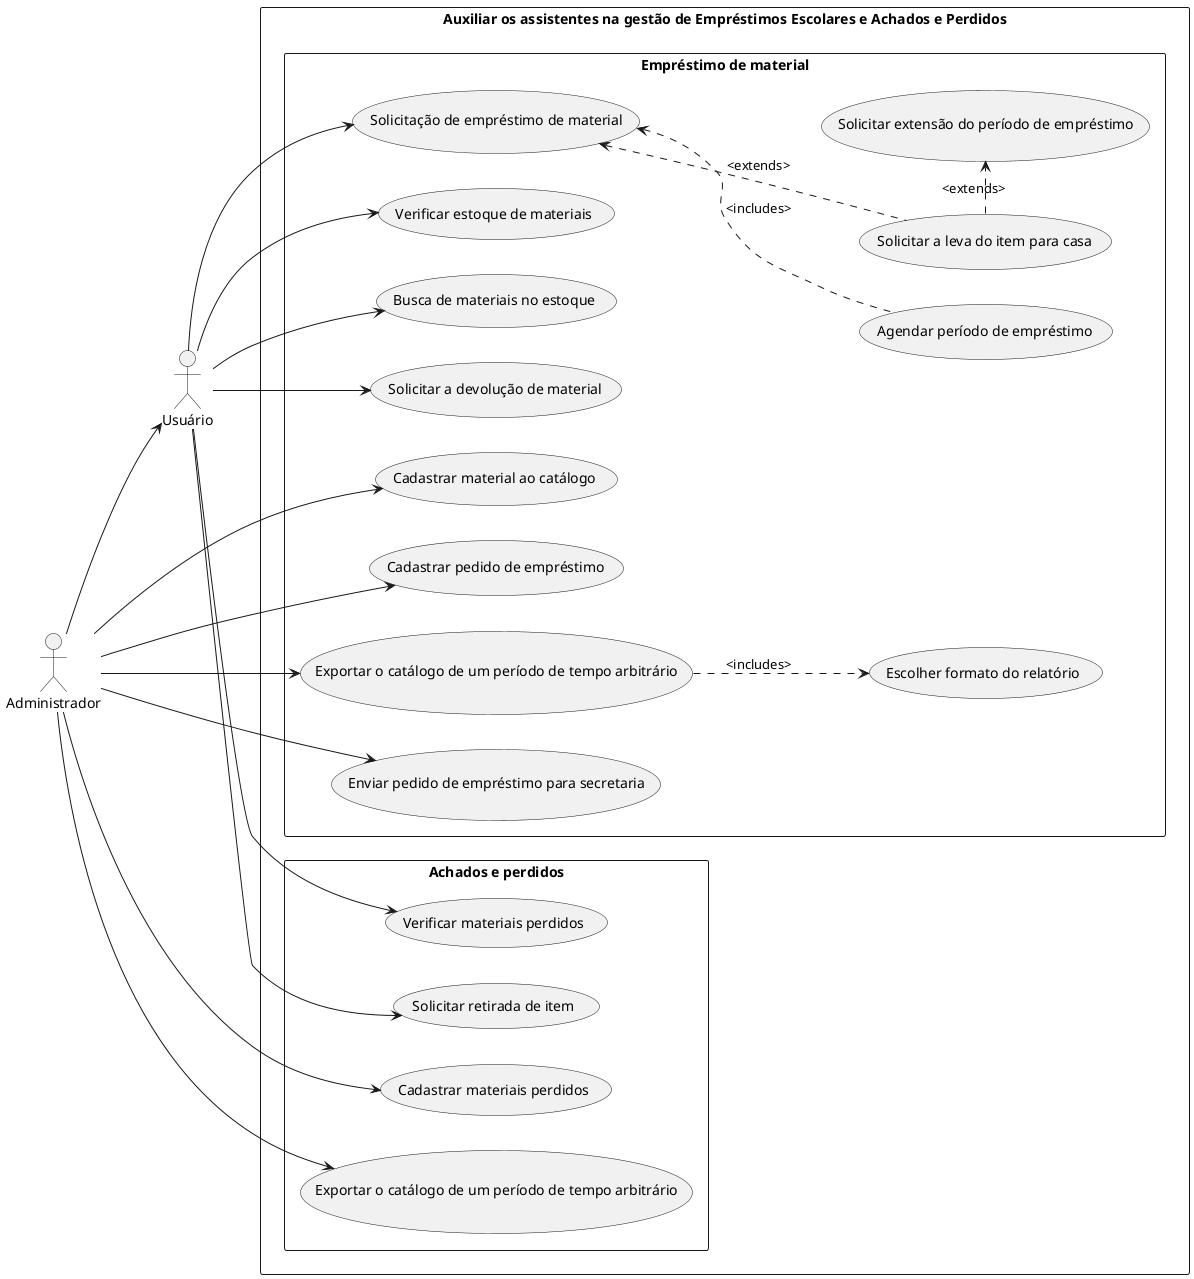 Auxiliar os assistentes na gestão de Empréstimos Escolares e Achados e Perdidos
Empréstimo de material
Solicitação de empréstimo de material
Solicitar extensão do período de empréstimo
<extends>
<extends>
<includes>
Verificar estoque de materiais
Solicitar a leva do item para casa
Busca de materiais no estoque
Agendar período de empréstimo
Solicitar a devolução de material
Usuário
Cadastrar material ao catálogo
Cadastrar pedido de empréstimo
Exportar o catálogo de um período de tempo arbitrário
<includes>
Escolher formato do relatório
Administrador
Enviar pedido de empréstimo para secretaria
Achados e perdidos
Verificar materiais perdidos
Solicitar retirada de item
Cadastrar materiais perdidos
Exportar o catálogo de um período de tempo arbitrário